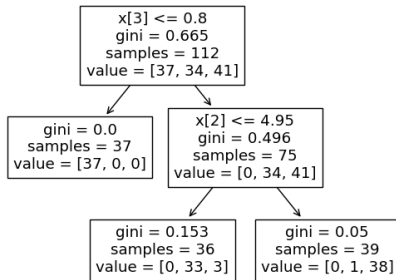 x[3] <= 0.8
gini = 0.665
samples = 112
value = [37, 34, 41]
gini = 0.0
samples = 37
value = [37, 0, 0]
x[2] <= 4.95
gini = 0.496
samples = 75
value = [0, 34, 41]
gini = 0.153
samples = 36
value = [0, 33, 3]
gini = 0.05
samples = 39
value = [0, 1, 38]